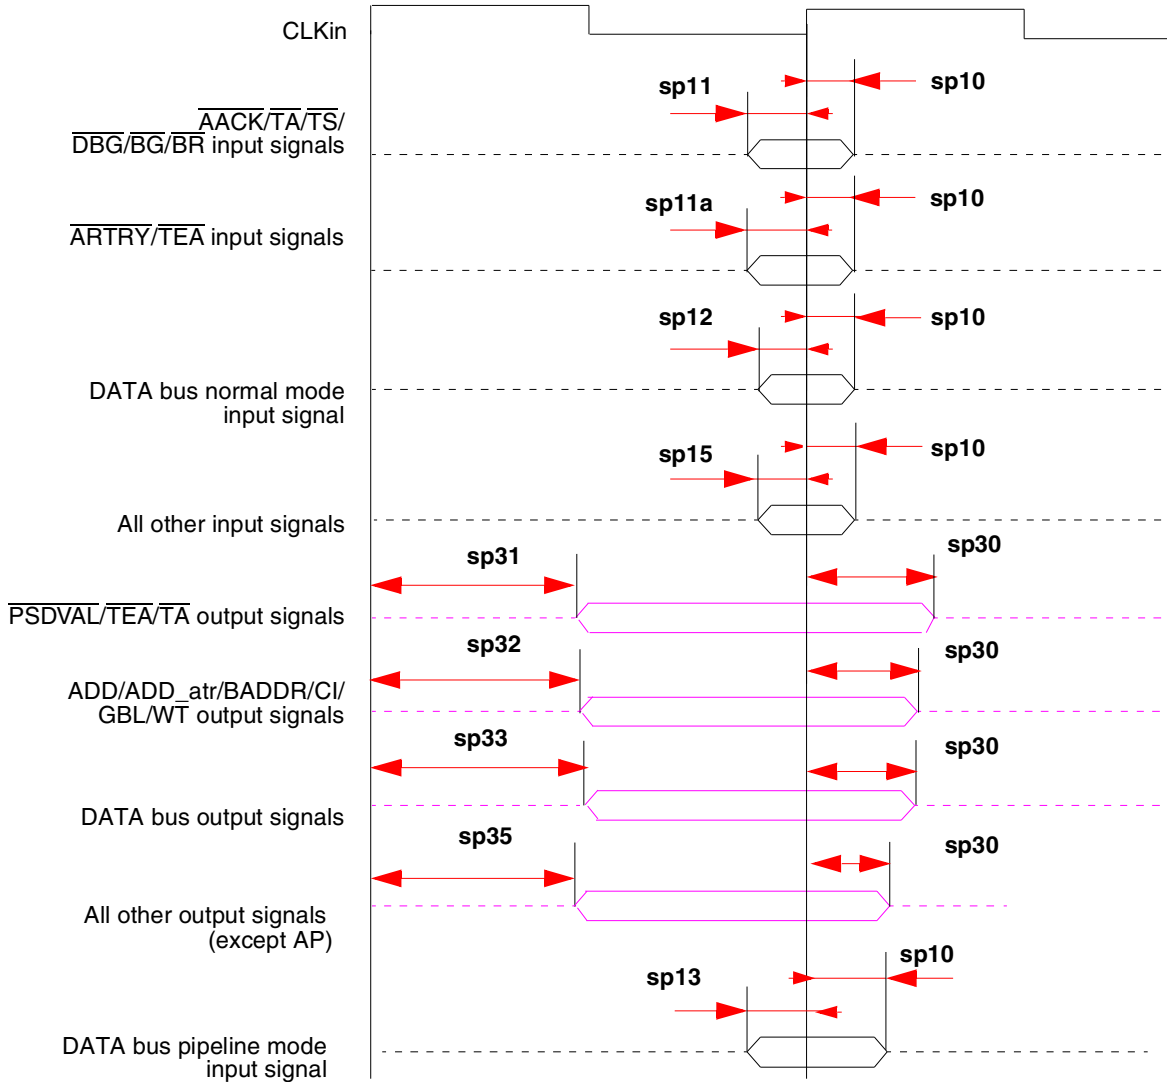 CLKin
sp11
sp10
AACK/TA/TS/
DBG/BG/BR input signals
sp11a
sp10
ARTRY/TEA input signals
sp12
sp10
DATA bus normal mode
input signal
sp15
sp10
All other input signals
sp31
sp30
PSDVAL/TEA/TA output signals
sp32
sp30
ADD/ADD_atr/BADDR/CI/
GBL/WT output signals
sp33
sp30
DATA bus output signals
sp35
sp30
All other output signals
(except AP)
sp13
sp10
DATA bus pipeline mode
input signal